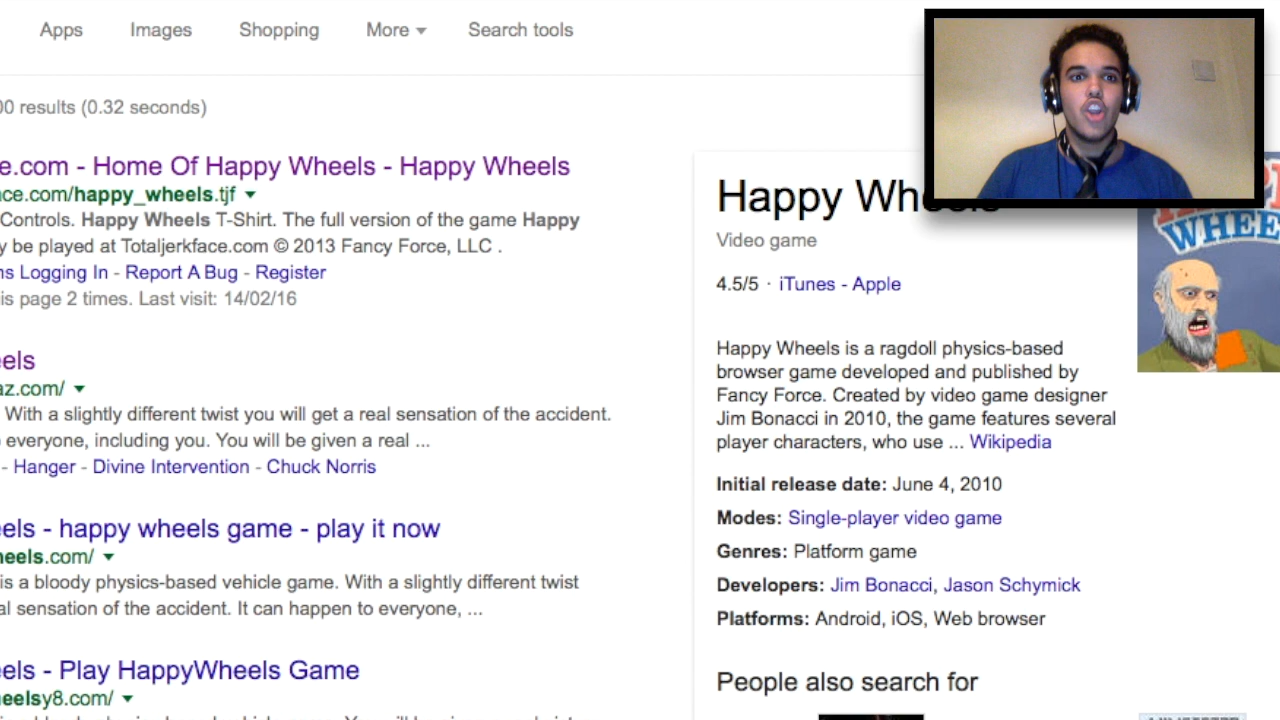 Apps Images Shopping More Search tools
00 results (0.32 seconds)
e.com - Home Of Happy Wheels - Happy Wheels
ace.com/happy_wheels.tjf
Controls. Happy Wheels T-Shirt. The full version of the game Happy
y be played at Totaljerkface.com © 2013 Fancy Force, LLC .
ns Logging In - Report A Bug - Register
is page 2 times. Last visit: 14/02/16
eels
az.com/
With a slightly different twist you will get a real sensation of the accident.
everyone, including you. You will be given a real ...
- Hanger - Divine Intervention - Chuck Norris
eels - happy wheels game - play it now
heels.com/
is a bloody physics-based vehicle game. With a slightly different twist
al sensation of the accident. It can happen to everyone, ...
eels - Play HappyWheels Game
heelsy8.com/
Happy Wheels
Video game
4.5/5 · iTunes - Apple
Happy Wheels is a ragdoll physics-based
browser game developed and published by
Fancy Force. Created by video game designer
Jim Bonacci in 2010, the game features several
player characters, who use ... Wikipedia
Initial release date: June 4, 2010
Modes: Single-player video game
Genres: Platform game
Developers: Jim Bonacci, Jason Schymick
Platforms: Android, iOS, Web browser
People also search for
WHEE